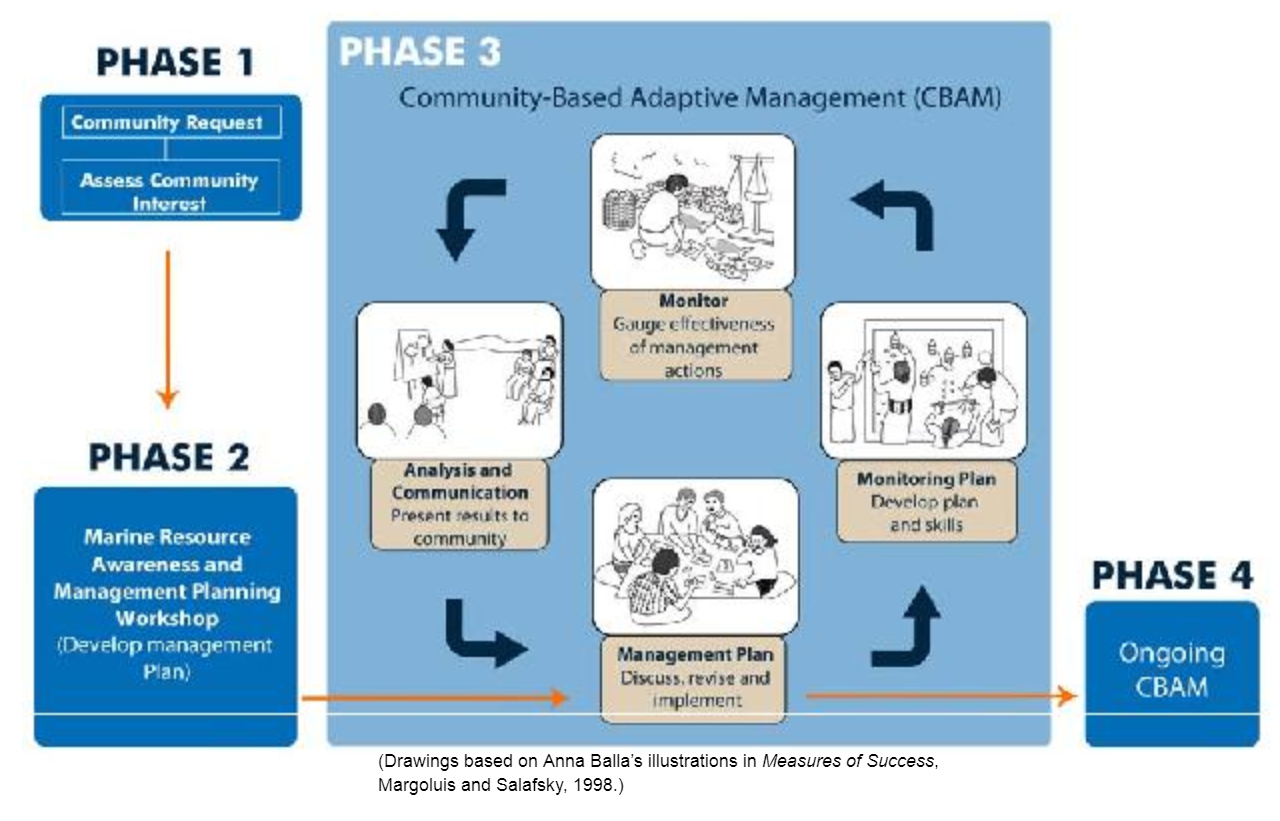 PHASE 1
Community Request
Assess Community
Interest
PHASE 2
Marine Resource
Awareness and
Management Planning
Workshop
(Develop management
Plan)
PHASE 3
Community-Based Adaptive Management (CBAM)
Monitor
Gauge effectiveness
of management
actions
Analysis and
Communication
Present results to
community
Monitoring Plan
Develop plan
and skills
Management Plan
Discuss, revise and
implement
PHASE 4
Ongoing
CBAM
(Drawings based on Anna Balla’s illustrations in Measures of Success,
Margoluis and Salafsky, 1998.)